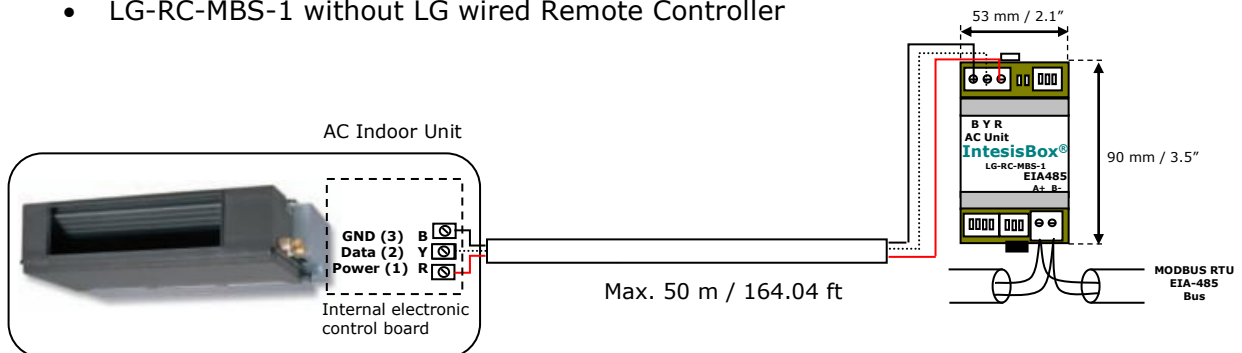 • LG-RC-MBS-1 without LG wired Remote Controller
53 mm / 2.1”
AC Indoor Unit
GND (3) B
Data (2) Y
Power (1) R
Internal electronic
control board
Max. 50 m / 164.04 ft
B Y R
AC Unit
IntesisBox®
LG-RC-MBS-1
EIA485
A+ B-
90 mm / 3.5”
MODBUS RTU
EIA-485
Bus